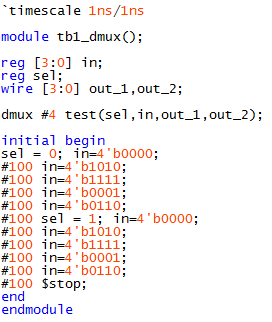 `timescale 1ns/1ns
module tb1_dmux();
reg [3:0] in;
reg sel;
wire [3:0] out_1,out_2;
dmux #4 test(sel,in,out_1,out_2);
initial begin
sel = 0; in=4'b0000;
#100 in=4'b1010;
#100 in=4'b1111;
#100 in=4'b0001;
#100 in=4'b0110;
#100 sel = 1; in=4'b0000;
#100 in=4'b1010;
#100 in=4'b1111;
#100 in=4'b0001;
#100 in=4'b0110;
#100 $stop;
end
endmodule